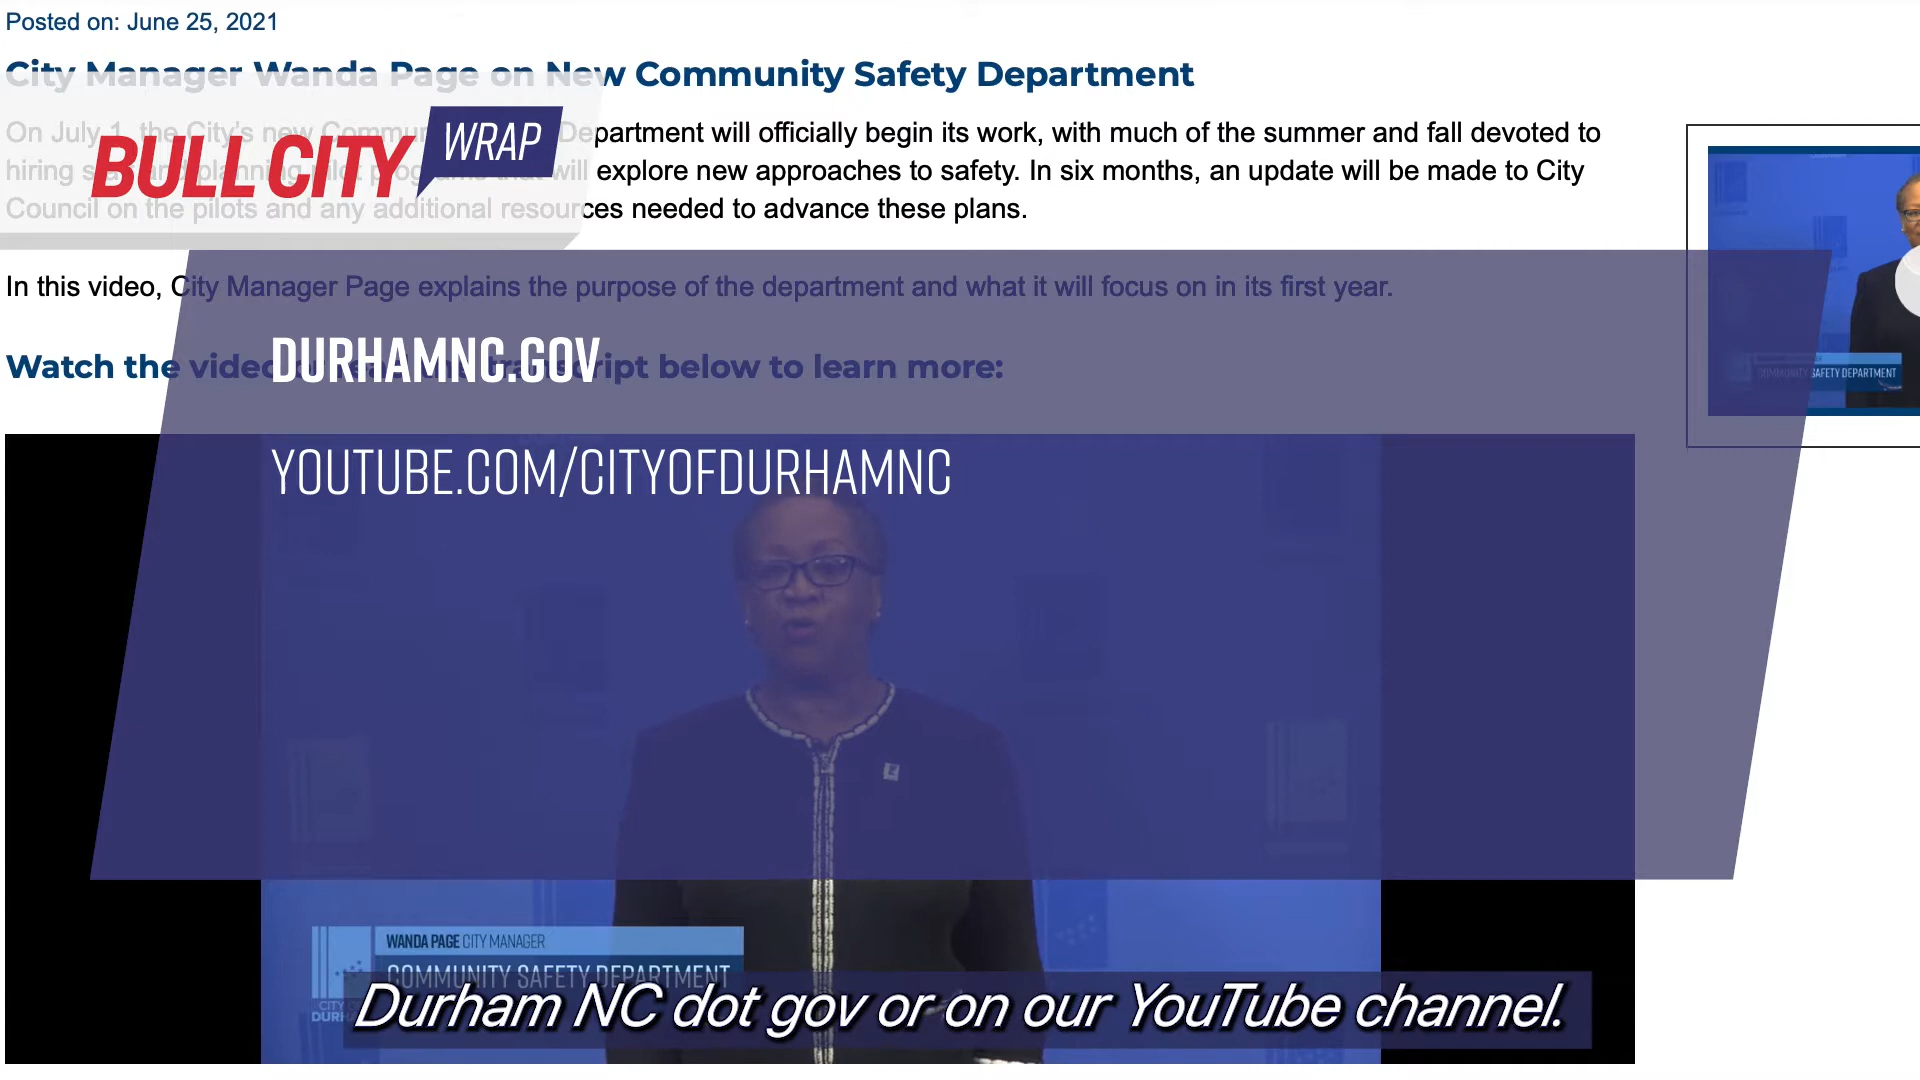 Posted on: June 25, 2021
City Manager Wanda Page on New Community Safety Department
On July 1, the City's new Commun Department will officially begin its work, with much of the summer and fall devoted to
hiring planning pilot programs that will explore new approaches to safety. In six months, an update will be made to City
Council on the pilots and any additional resources needed to advance these plans.
BULL CITY WRAP
In this video, City Manager Page explains the purpose of the department and what it will focus on in its first year.
DURHAMNC.GOV
Watch the video transcript below to learn more:
COMMUNITY SAFETY DEPARTMENT
YOUTUBE.COM/CITYOFDURHAMNC
WANDA PAGE CITY MANAGER
COMMUNITY SAFETY DEPARTMENT
CITY
DURHAM
Durham NC dot gov or on our YouTube channel.